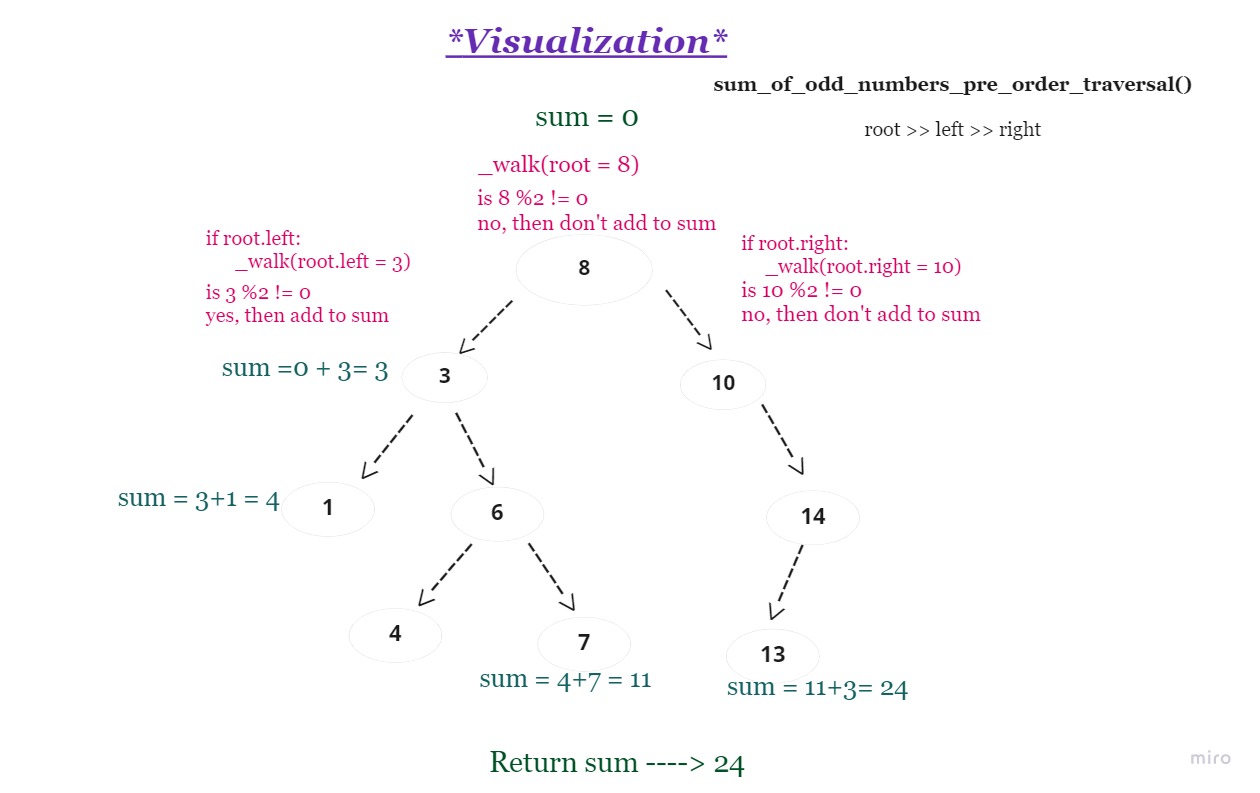 *Visualization*
sum_of_odd_numbers_pre_order_traversal()
root >> left >> right
sum = 0
_walk(root = 8)
is 8 %2 != 0
no, then don't add to sum
if root.left:
_walk(root.left = 3)
is 3 %2 != 0
yes, then add to sum
if root.right:
_walk(root.right = 10)
is 10 %2 != 0
no, then don't add to sum
8
sum =0 + 3= 3
3
10
sum = 3+1 = 4
1
6
14
4
7
13
sum = 4+7 = 11
sum = 11+3= 24
Return sum ----> 24
miro